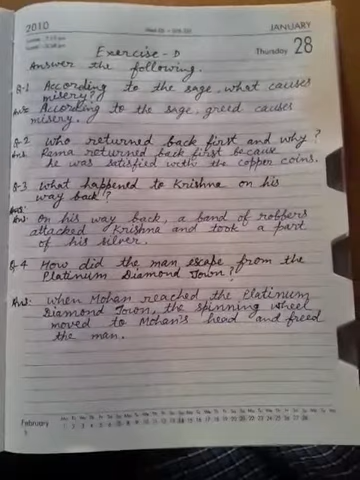 2010
JANUARY
Thursday 28
Exercise-D
Answer the following.
Q-1 According to the sage, what causes
misery?
Ans: According to the sage, greed causes
misery.
Q-2 Who returned back first and why?
Ans: Rama returned back first because
he was satisfied with the copper coins.
Q-3 What happened to Krishna on his
way back?
Ans:
Ans: On his way back, a band of robbers
attacked Krishna and took a part
of his silver.
Q-4 How did the man escape from the
Platinum Diamond Town?
Ans: When Mohan reached the Platinum
Diamond Town, the spinning wheel
moved to Mohan's head and freed
the man.
February